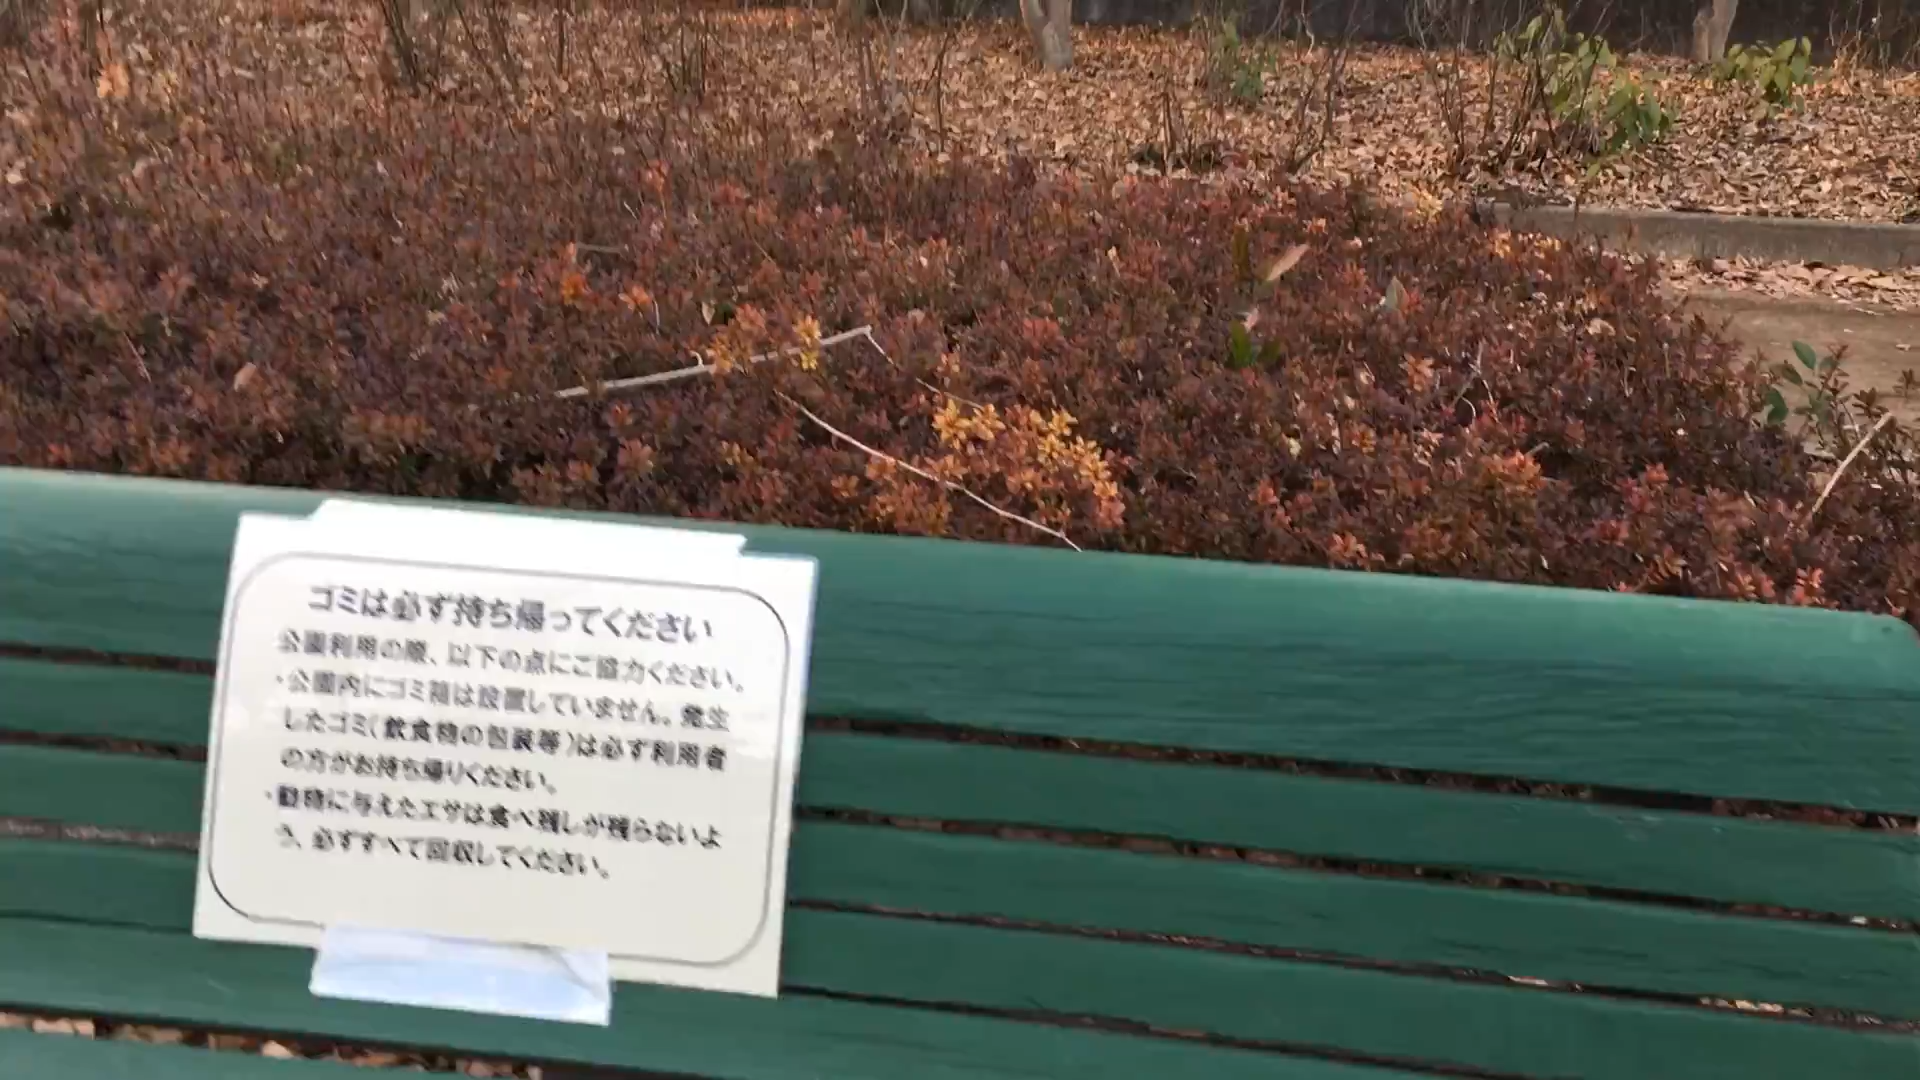 ゴミは必ず持ち帰ってください
公園利用の際、以下の点にご協力ください。
・公園内にゴミ箱は設置していません。発生
したゴミ(飲食物の包装等)は必ず利用者
の方がお持ち帰りください。
・動物に与えたエサは食べ残しが残らないよ
う、必ずすべて回収してください。